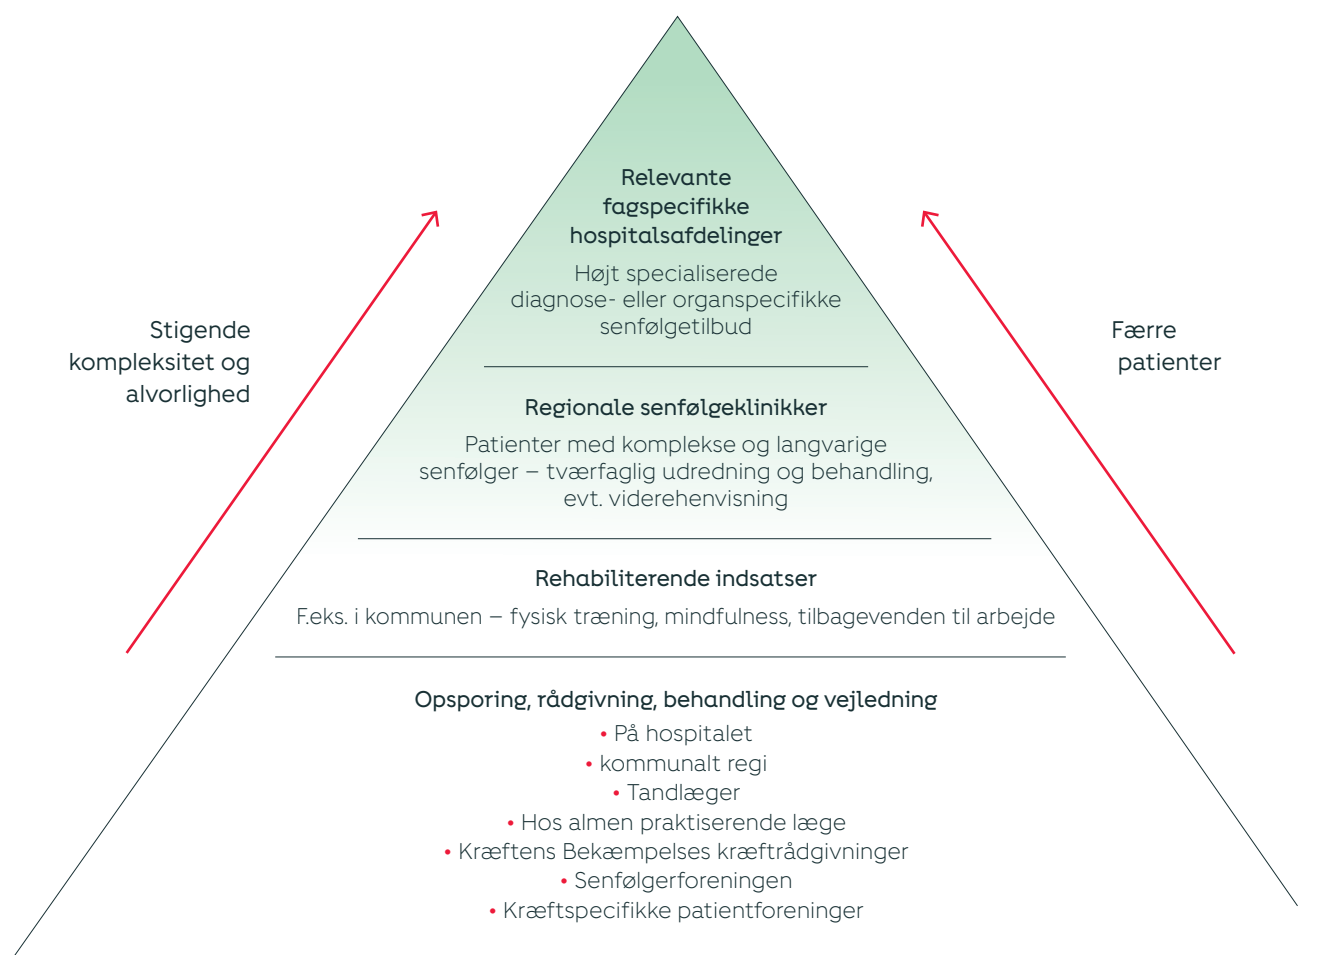 Relevante
fagspecifikke
hospitalsafdelinger
Højt specialiserede
diagnose- eller organspecifikke
senfølgetilbud
Stigende
kompleksitet og
alvorlighed
Færre
patienter
Regionale senfølgeklinikker
Patienter med komplekse og langvarige
senfølger – tværfaglig udredning og behandling,
evt. viderehenvisning
Rehabiliterende indsatser
F.eks. i kommunen – fysisk træning, mindfulness, tilbagevenden til arbejde
Opsporing, rådgivning, behandling og vejledning
• På hospitalet
• kommunalt regi
• Tandlæger
• Hos almen praktiserende læge
• Kræftens Bekæmpelses kræftrådgivninger
• Senfølgerforeningen
• Kræftspecifikke patientforeninger